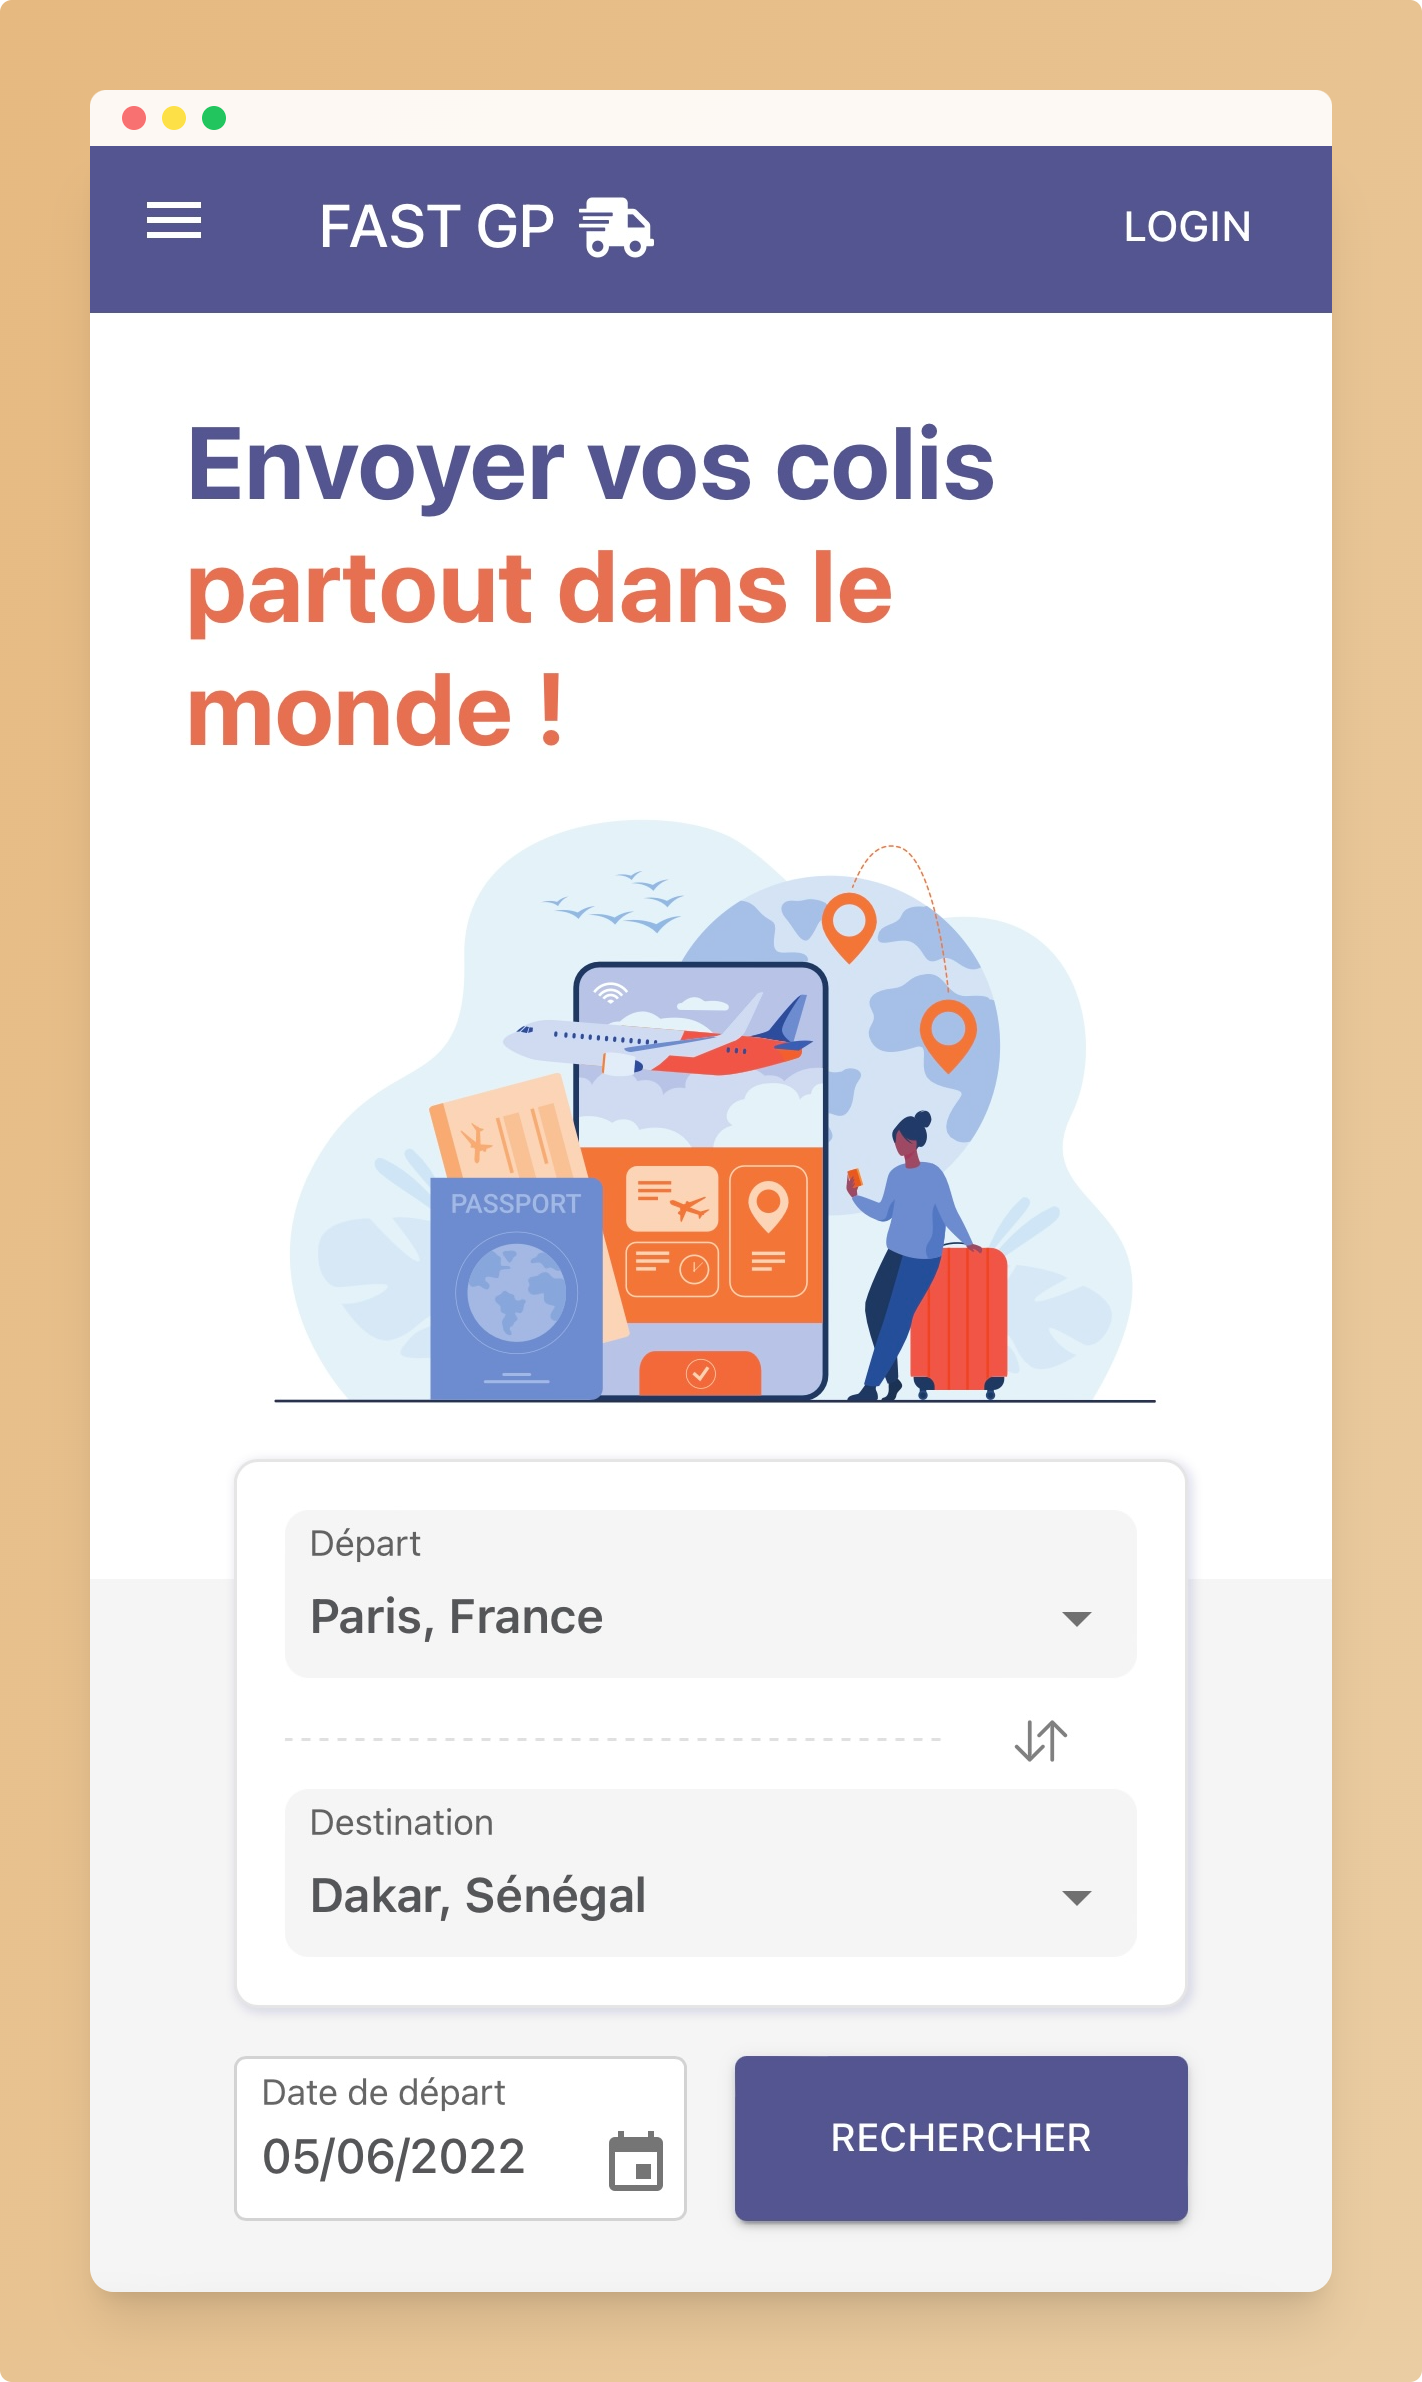 FAST GP
LOGIN
Envoyer vos colis
partout dans le
monde !
PASSPORT
Départ
Paris, France
Destination
Dakar, Sénégal
Date de départ
05/06/2022
RECHERCHER